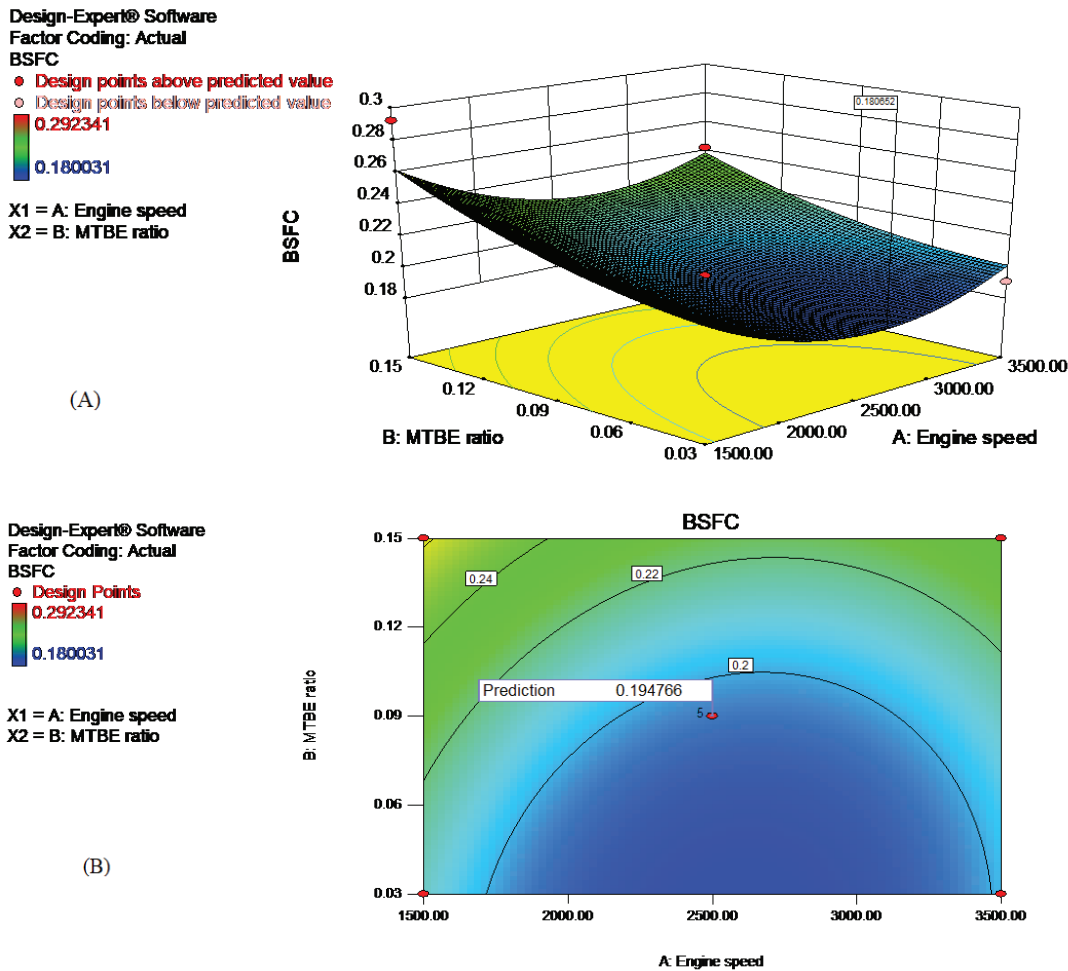 Design-Expert® Software
Factor Coding: Actual
BSFC
Design points above predicted value
Design points below predicted value
0.292341
0.180031
X1 = A: Engine speed
X2 = B: MTBE ratio
(A)
0.3
0.28
0.26
0.24
0.22
0.2
0.18
BSFC
0.180652
0.15
0.12
0.09
0.06
0.03
B: MTBE ratio
1500.00
2000.00
2500.00
3000.00
3500.00
A: Engine speed
Design-Expert® Software
Factor Coding: Actual
BSFC
Design Points
0.292341
0.180031
X1 = A: Engine speed
X2 = B: MTBE ratio
(B)
BSFC
0.15
0.12
0.09
0.06
0.03
B: MTBE ratio
0.24
0.22
0.2
Prediction 0.194766
5
1500.00 2000.00 2500.00 3000.00 3500.00
A: Engine speed